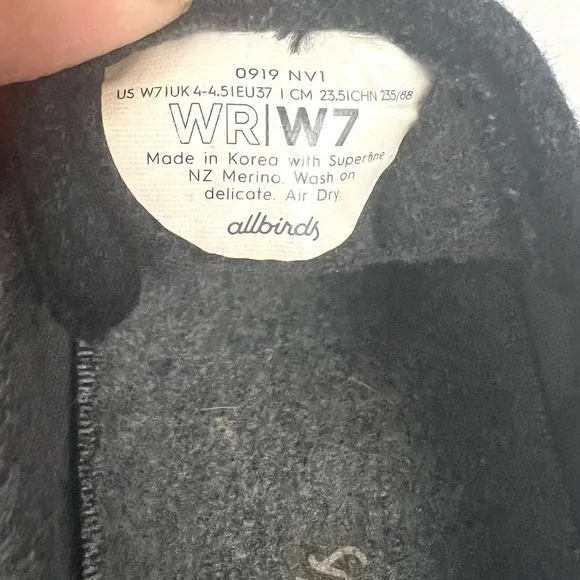 0919 NV1
US W7|UK 4-4.5|EU37 | CM 23.5|CHN 235/88
WR|W7
Made in Korea with Superfine
NZ Merino. Wash on
delicate. Air Dry.
allbirds